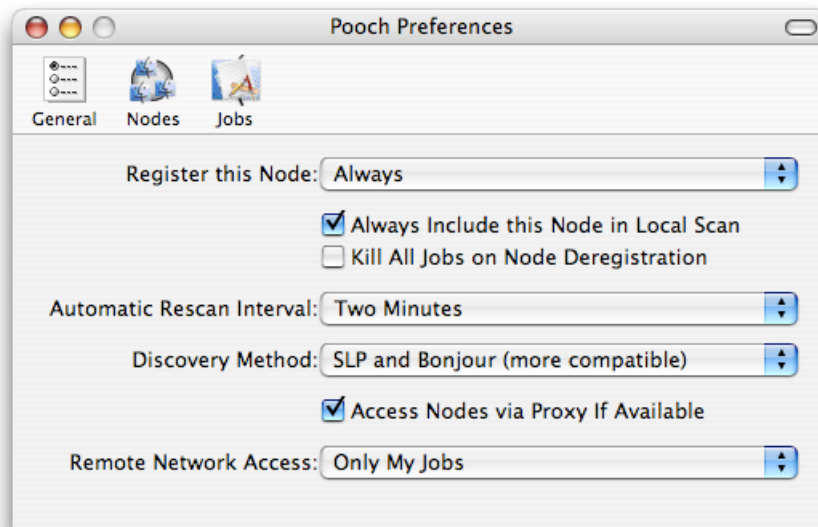 Pooch Preferences
General Nodes Jobs
Register this Node: Always
Always Include this Node in Local Scan
Kill All Jobs on Node Deregistration
Automatic Rescan Interval: Two Minutes
Discovery Method: SLP and Bonjour (more compatible)
Access Nodes via Proxy If Available
Remote Network Access: Only My Jobs